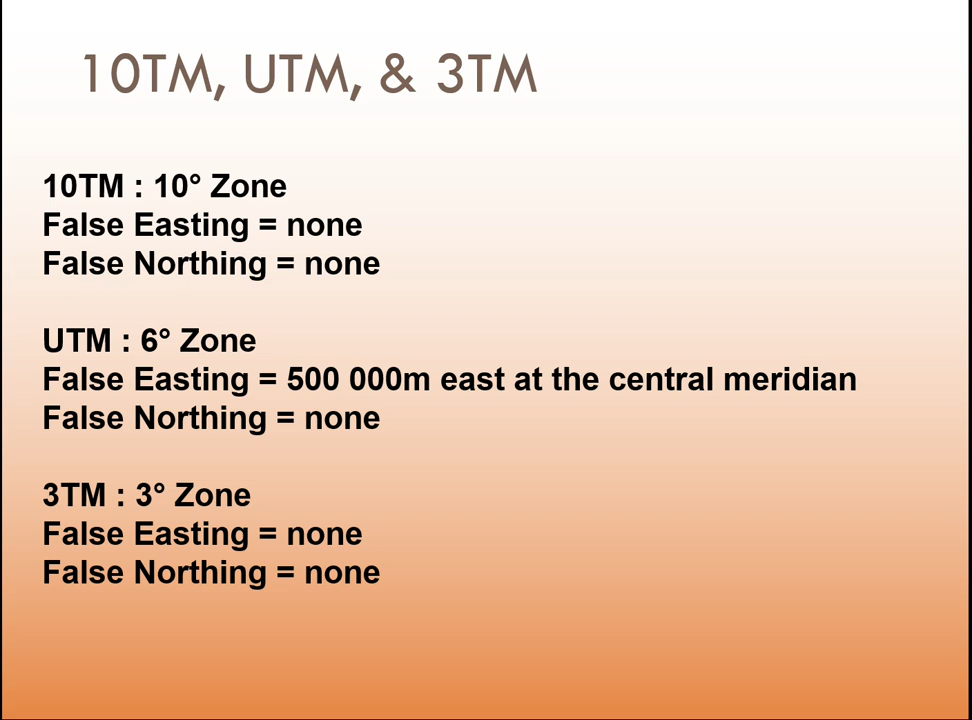 10TM, UTM, & 3TM
10TM : 10° Zone
False Easting = none
False Northing = none
UTM : 6° Zone
False Easting = 500 000m east at the central meridian
False Northing = none
3TM : 3° Zone
False Easting = none
False Northing = none